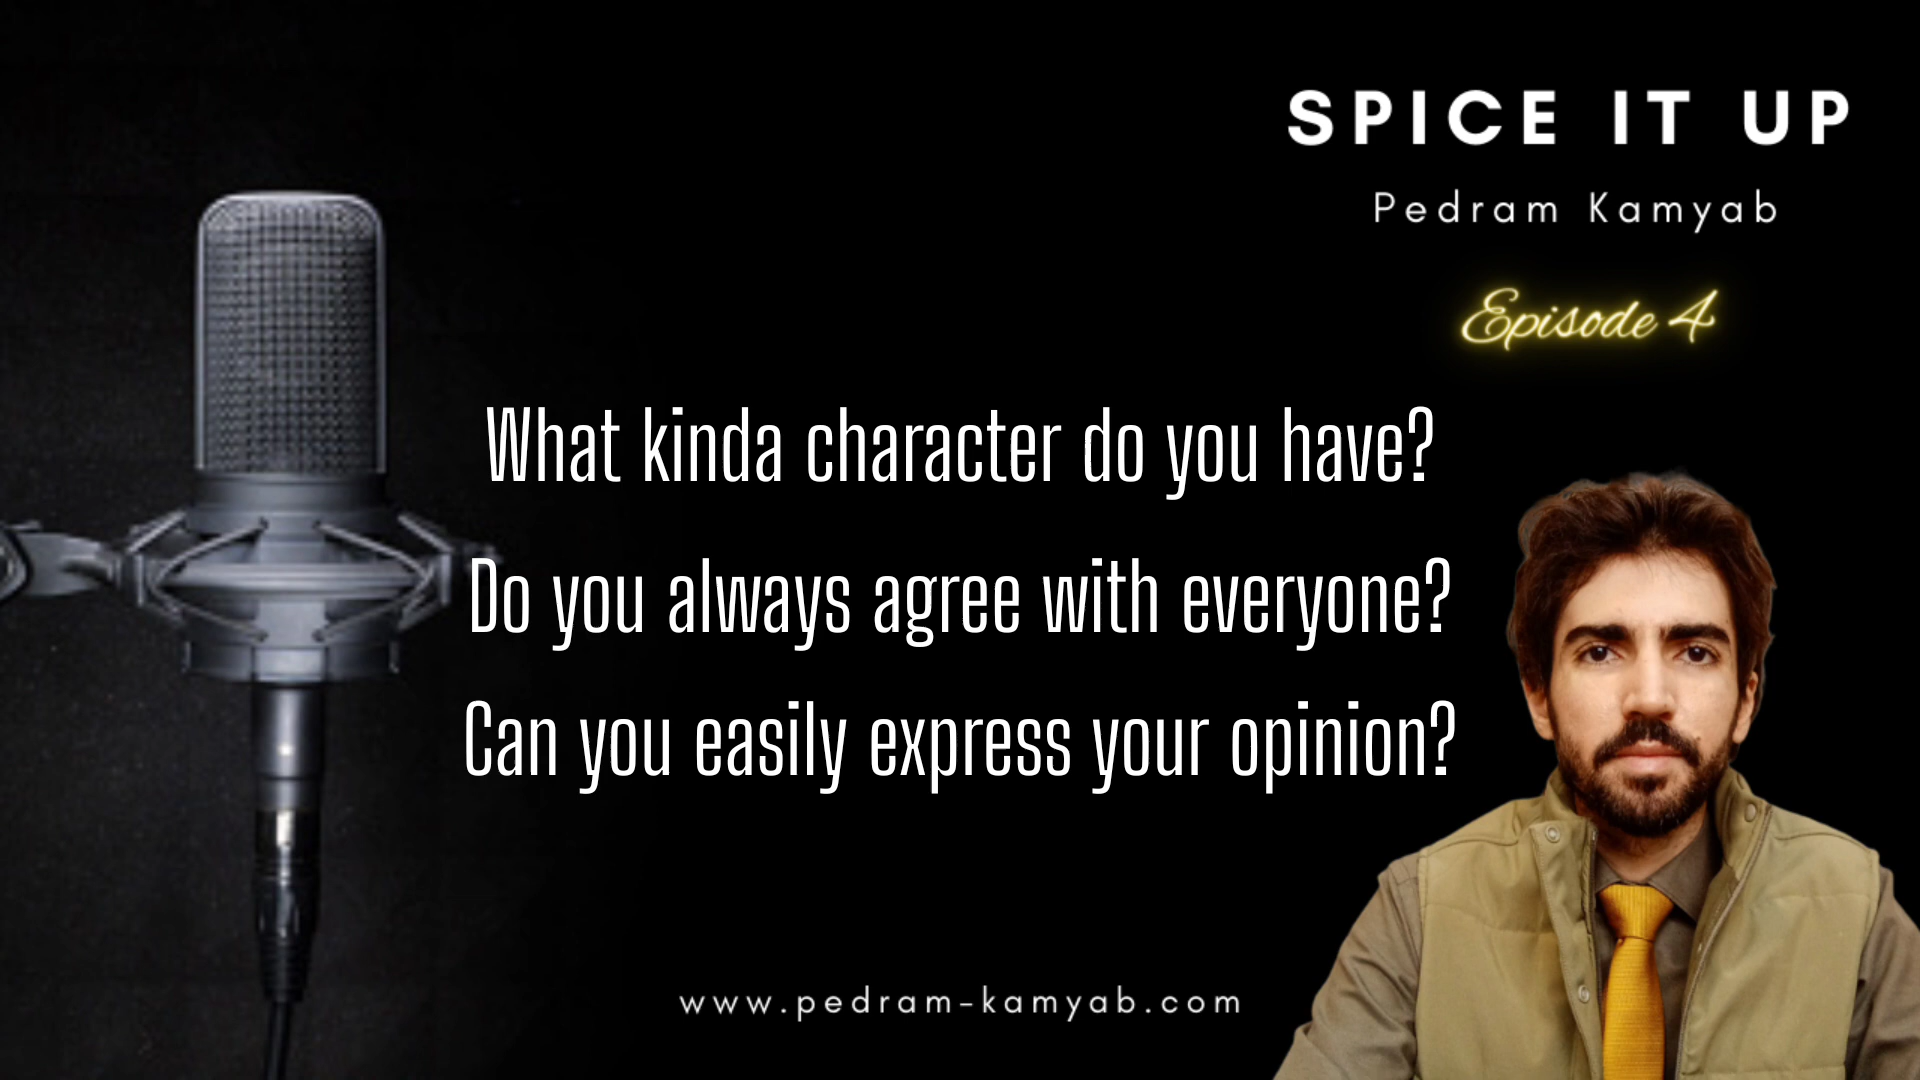 SPICE IT UP
Pedram Kamyab
Episode 4
What kinda character do you have?
Do you always agree with everyone?
Can you easily express your opinion?
www.pedram-kamyab.com